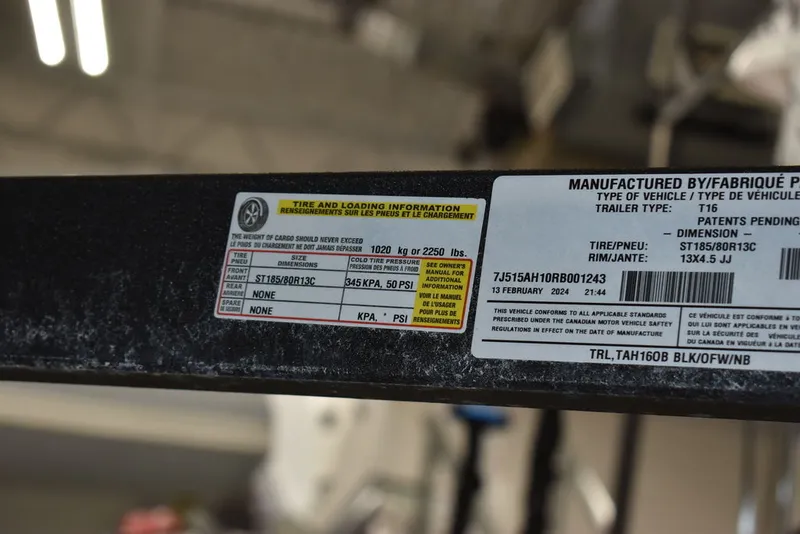 TIRE AND LOADING INFORMATION
RENSEIGNEMENTS SUR LES PNEUS ET LE CHARGEMENT
THE WEIGHT OF CARGO SHOULD NEVER EXCEED
LE POIDS DU CHARGEMENT NE DOIT JAMAIS DÉPASSER 1020 kg or 2250 lbs.
TIRE
PNEU
SIZE
DIMENSIONS
COLD TIRE PRESSURE
PRESSION DES PNEUS À FROID
FRONT
AVANT
ST185/80R13C
345 KPA, 50 PSI
REAR
ARRIÈRE
NONE
SPARE
DE SECOURS
NONE
KPA, * PSI
SEE OWNER'S
MANUAL FOR
ADDITIONAL
INFORMATION
VOIR LE MANUEL
DE L'USAGER
POUR PLUS DE
RENSEIGNEMENTS
MANUFACTURED BY/FABRIQUÉ P
TYPE OF VEHICLE / TYPE DE VÉHICULE
TRAILER TYPE: T16
PATENTS PENDING
— DIMENSION —
TIRE/PNEU: ST185/80R13C
RIM/JANTE: 13X4.5 JJ
7J515AH10RB001243
13 FEBRUARY 2024 21:44
THIS VEHICLE CONFORMS TO ALL APPLICABLE STANDARDS
PRESCRIBED UNDER THE CANADIAN MOTOR VEHICLE SAFTEY
REGULATIONS IN EFFECT ON THE DATE OF MANUFACTURE
CE VÉHICULE EST CONFORME À TO
QUI LUI SONT APPLICABLES EN V
SUR LA SÉCURITÉ DES VÉHICULE
DU CANADA EN VIGUEUR À LA DAT
TRL,TAH16OB BLK/OFW/NB